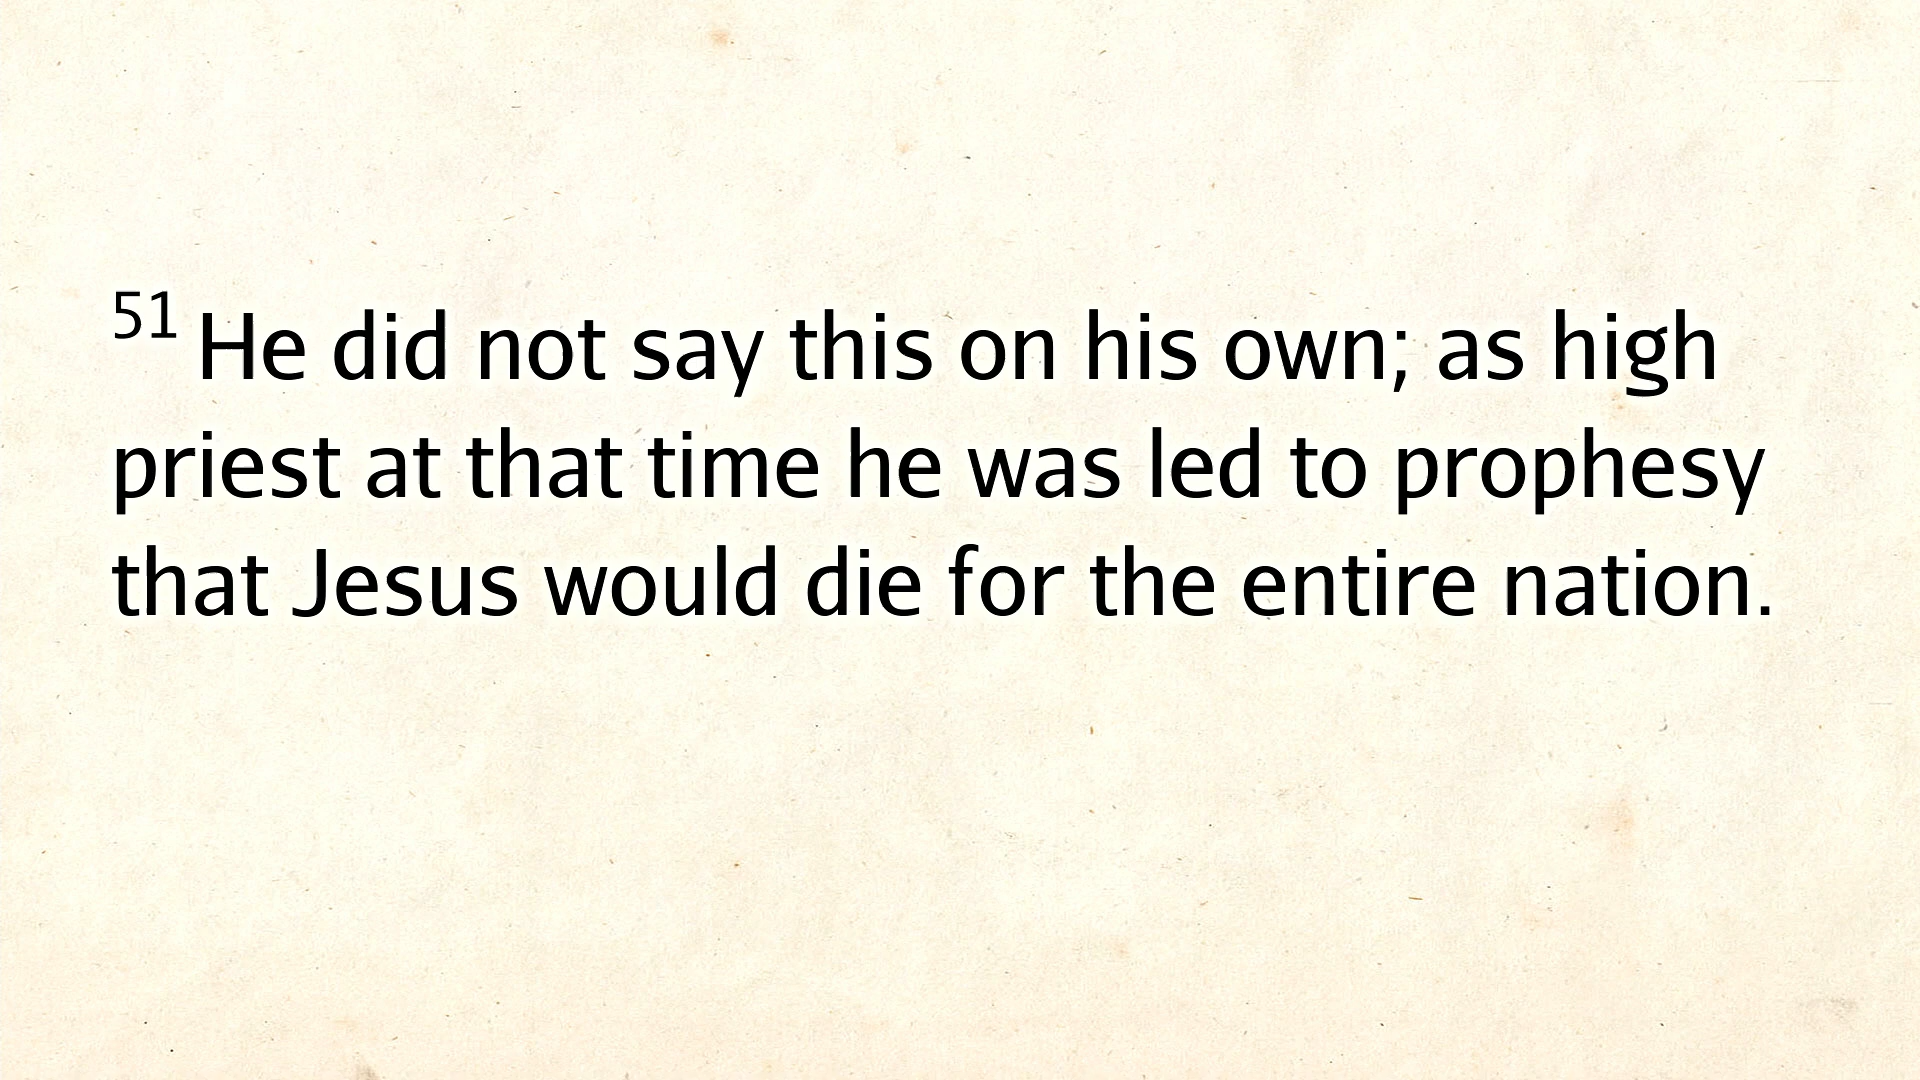 51 He did not say this on his own; as high
priest at that time he was led to prophesy
that Jesus would die for the entire nation.